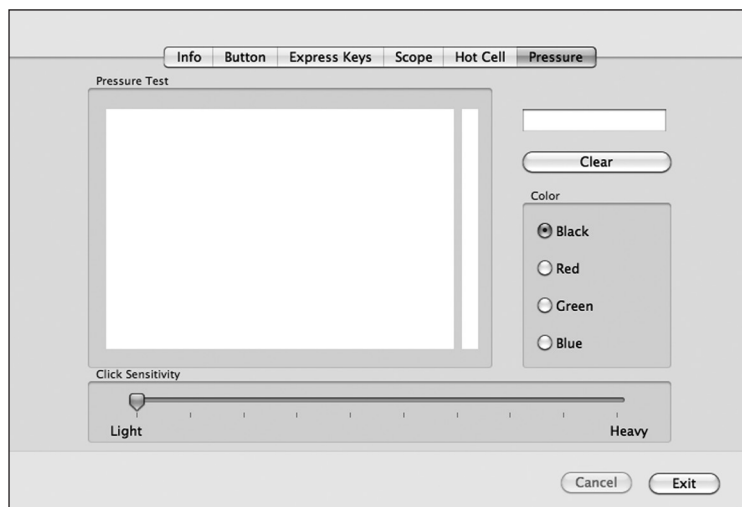 Info Button Express Keys Scope Hot Cell Pressure
Pressure Test
Clear
Color
Black
Red
Green
Blue
Click Sensitivity
Light Heavy
Cancel Exit